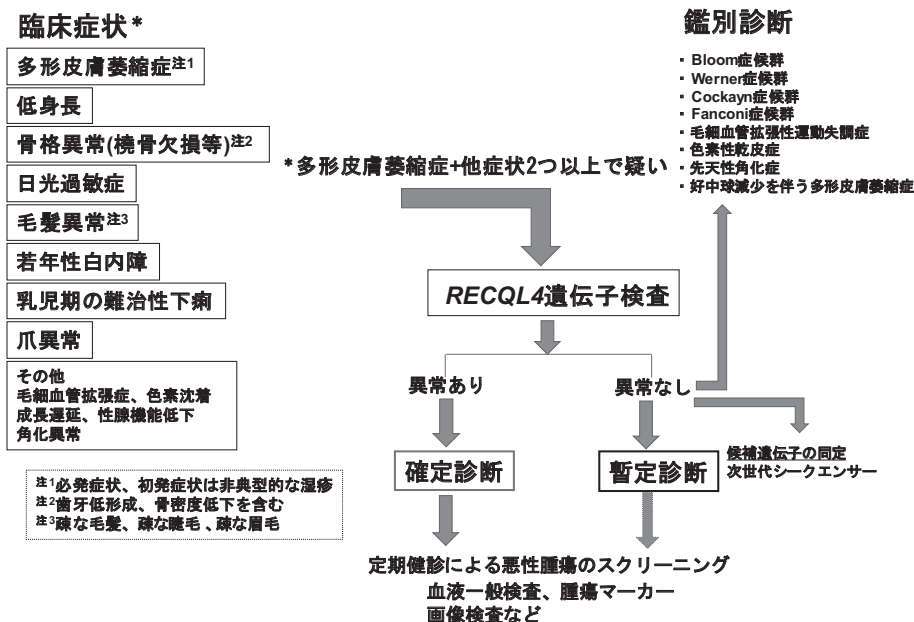 臨床症状*
多形皮膚萎縮症注1
低身長
骨格異常(橈骨欠損等)注2
日光過敏症
毛髪異常注3
若年性白内障
乳児期の難治性下痢
爪異常
その他
毛細血管拡張症、色素沈着
成長遅延、性腺機能低下
角化異常
注1必発症状、初発症状は非典型的な湿疹
注2歯牙低形成、骨密度低下を含む
注3疎な毛髪、疎な睫毛、疎な眉毛
*多形皮膚萎縮症+他症状2つ以上で疑い
RECQL4遺伝子検査
異常あり
異常なし
確定診断
暫定診断
候補遺伝子の同定
次世代シークエンサー
定期健診による悪性腫瘍のスクリーニング
血液一般検査、腫瘍マーカー
画像検査など
鑑別診断
・Bloom症候群
・Werner症候群
・Cockayn症候群
・Fanconi症候群
・毛細血管拡張性運動失調症
・色素性乾皮症
・先天性角化症
・好中球減少を伴う多形皮膚萎縮症